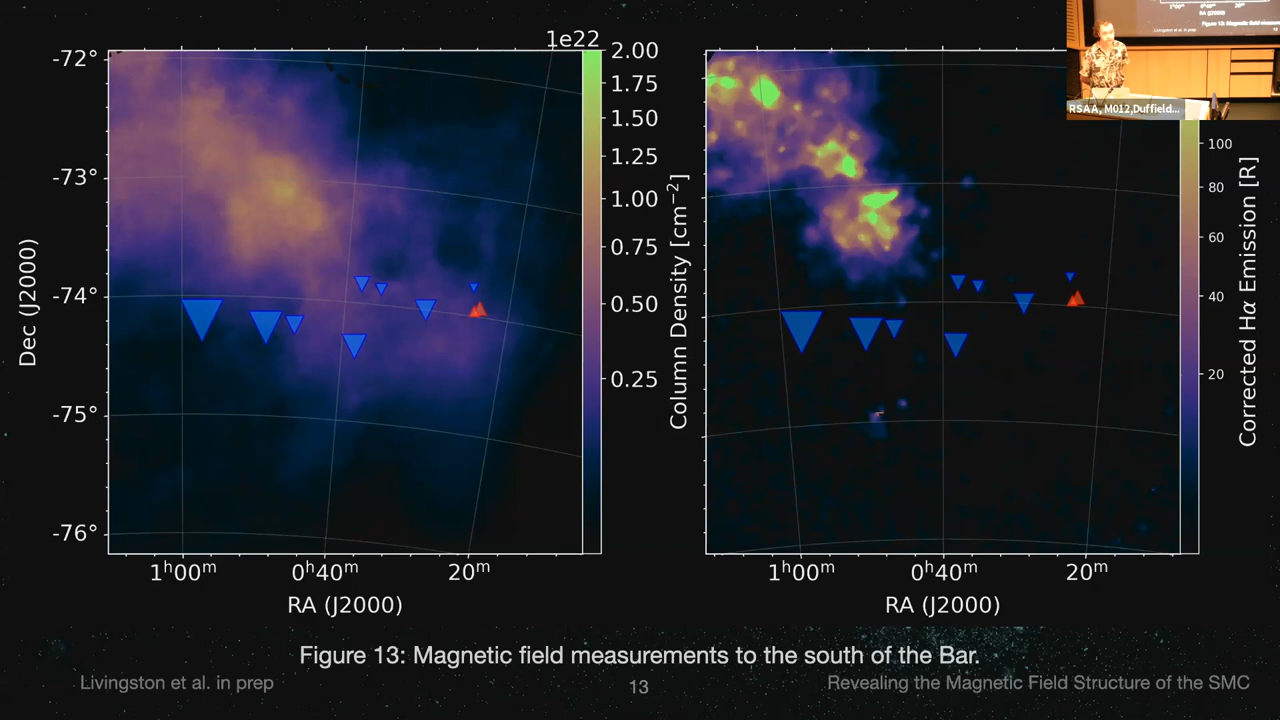 1e22
-72°
-73°
-74°
-75°
-76°
Dec (J2000)
1ʰ00ᵐ
0ʰ40ᵐ
20ᵐ
RA (J2000)
2.00
1.75
1.50
1.25
1.00
0.75
0.50
0.25
Column Density [cm⁻²]
1ʰ00ᵐ
0ʰ40ᵐ
20ᵐ
RA (J2000)
100
80
60
40
20
Corrected Hα Emission [R]
RSAA, M012,Duffield...
RA (J2000)
Figure 13: Magnetic field measurements to the south of the Bar.
Livingston et al. in prep
13
Revealing the Magnetic Field Structure of the SMC